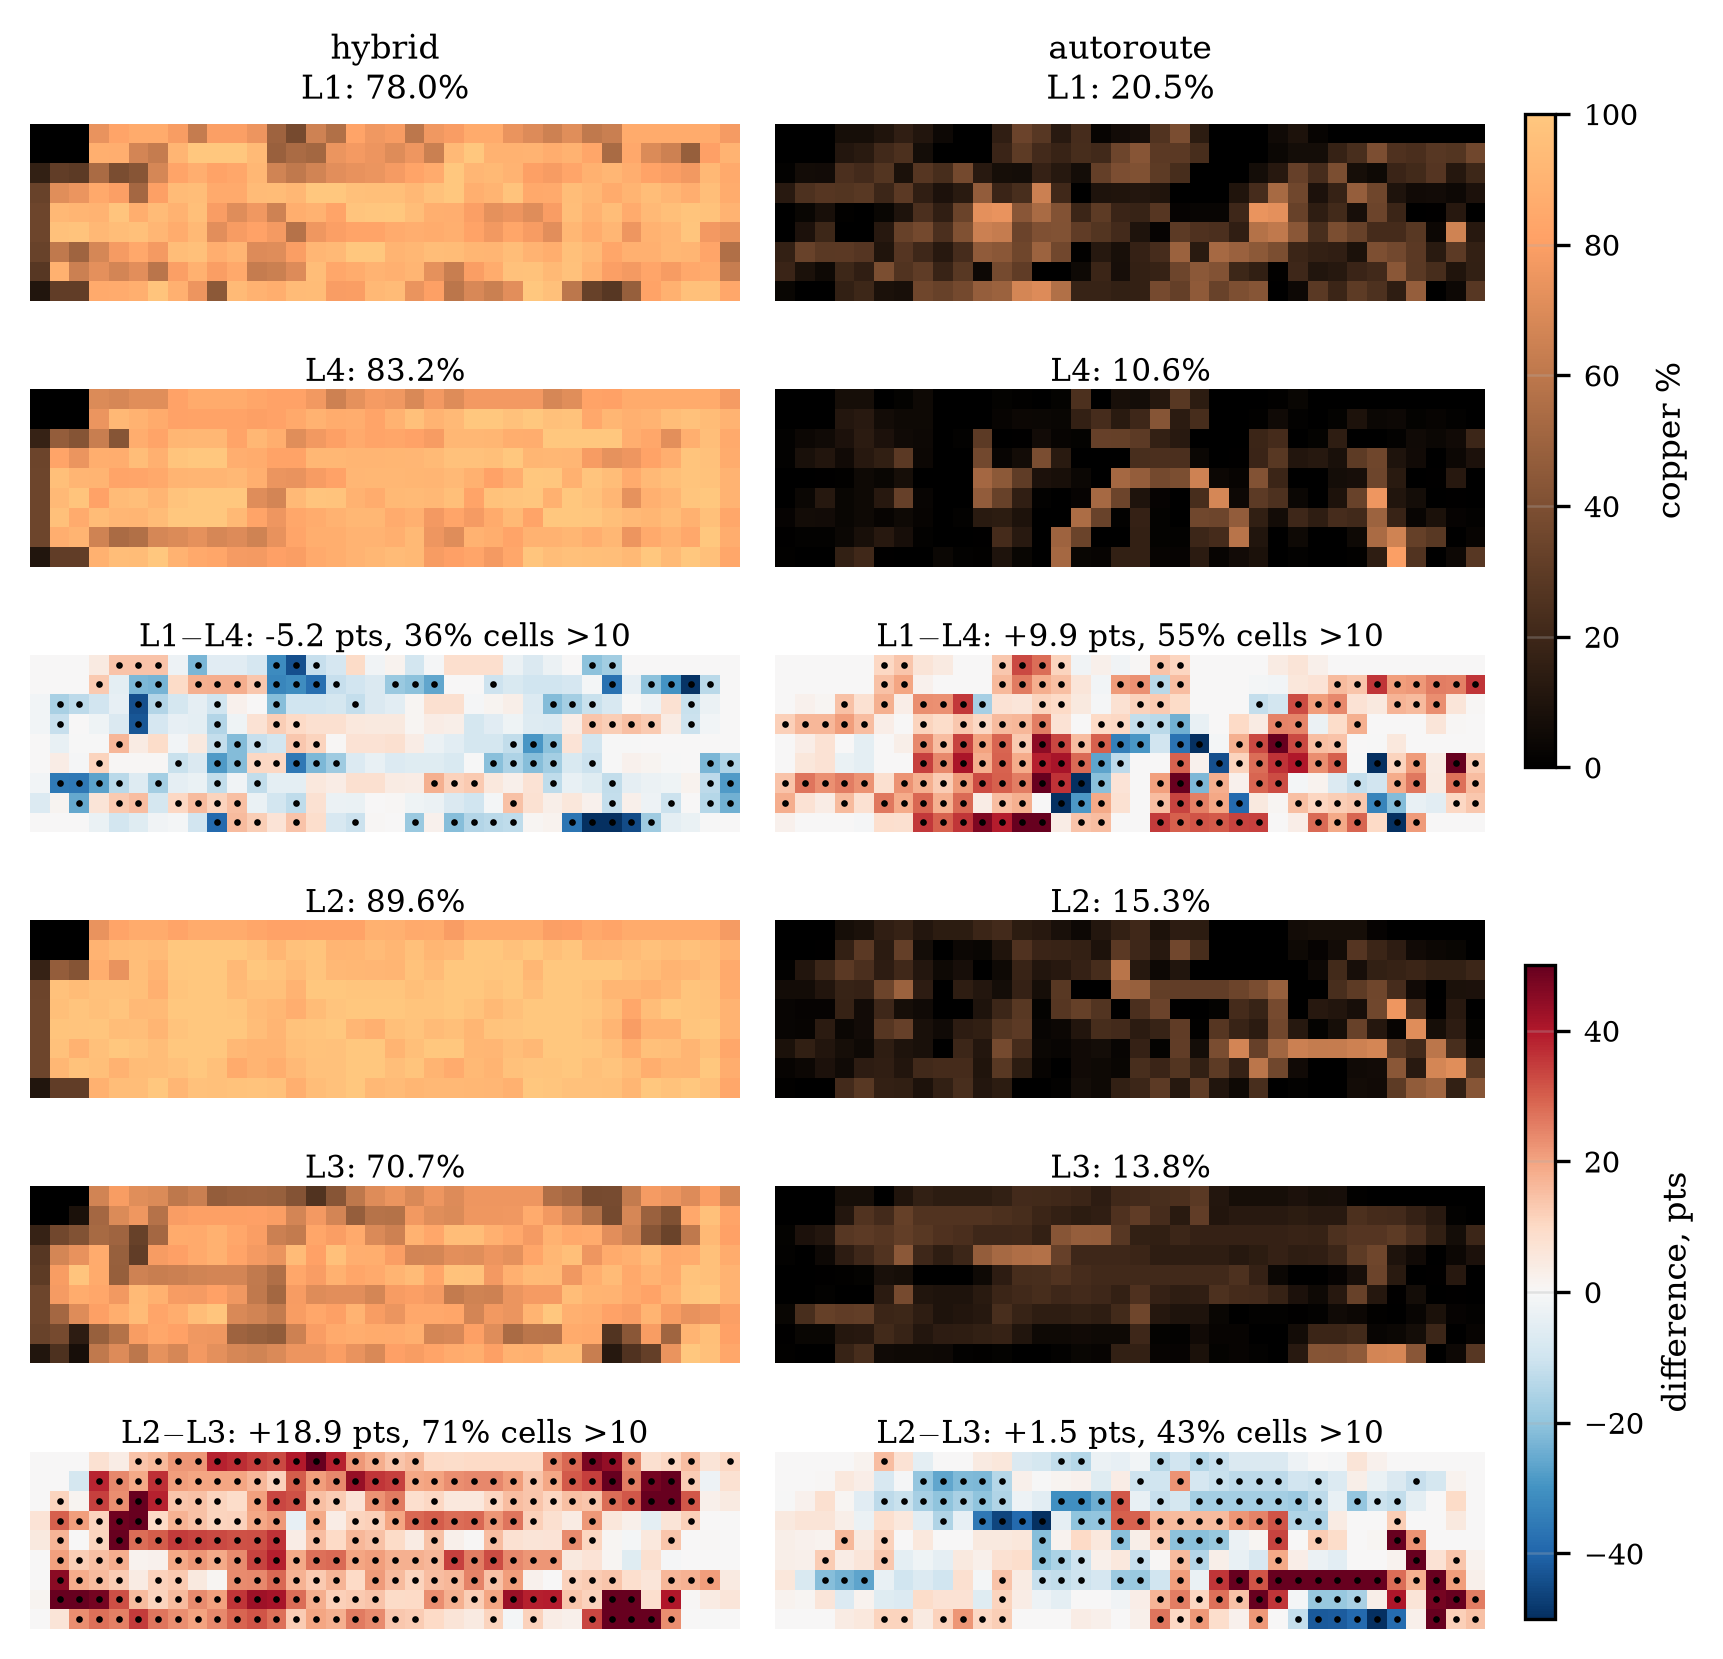 hybrid
L1: 78.0%
autoroute
L1: 20.5%
L4: 83.2%
L4: 10.6%
L1−L4: -5.2 pts, 36% cells >10
L1−L4: +9.9 pts, 55% cells >10
L2: 89.6%
L2: 15.3%
L3: 70.7%
L3: 13.8%
L2−L3: +18.9 pts, 71% cells >10
L2−L3: +1.5 pts, 43% cells >10
100
80
60
40
20
0
copper %
40
20
0
−20
−40
difference, pts